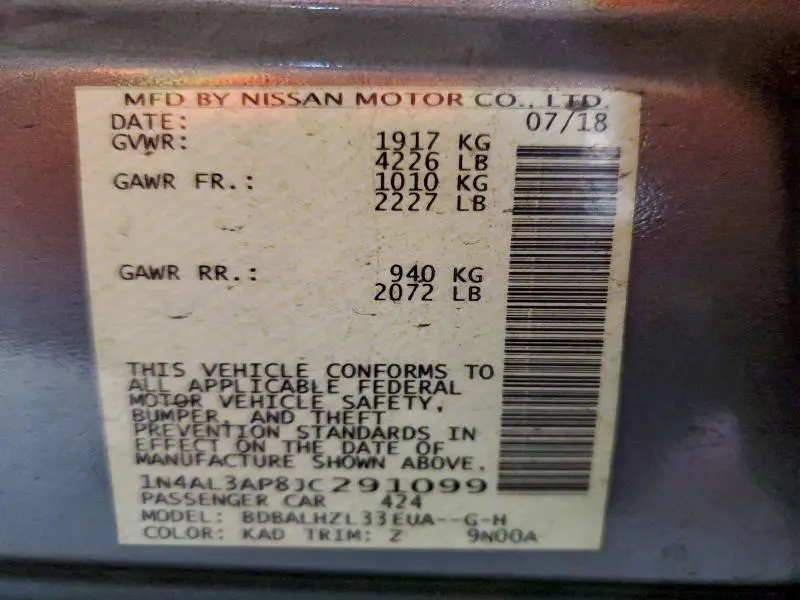 MFD BY NISSAN MOTOR CO., LTD.
DATE: 07/18
GVWR: 1917 KG
4226 LB
GAWR FR.: 1010 KG
2227 LB
GAWR RR.: 940 KG
2072 LB
THIS VEHICLE CONFORMS TO
ALL APPLICABLE FEDERAL
MOTOR VEHICLE SAFETY,
BUMPER, AND THEFT
PREVENTION STANDARDS IN
EFFECT ON THE DATE OF
MANUFACTURE SHOWN ABOVE.
1N4AL3AP8JC291099
PASSENGER CAR 424
MODEL: BDBALHZL33EUA--G-H
COLOR: KAD TRIM: Z 9N00A